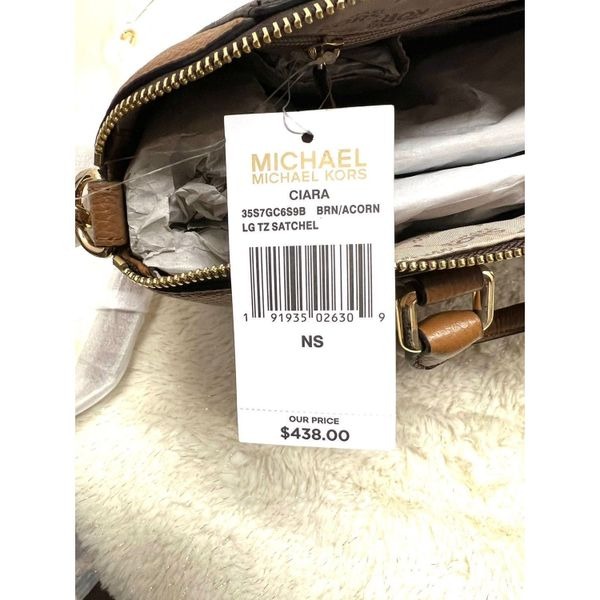 MICHAEL
MICHAEL KORS
CIARA
35S7GC6S9B BRN/ACORN
LG TZ SATCHEL
1 91935 02630 9
NS
OUR PRICE
$438.00